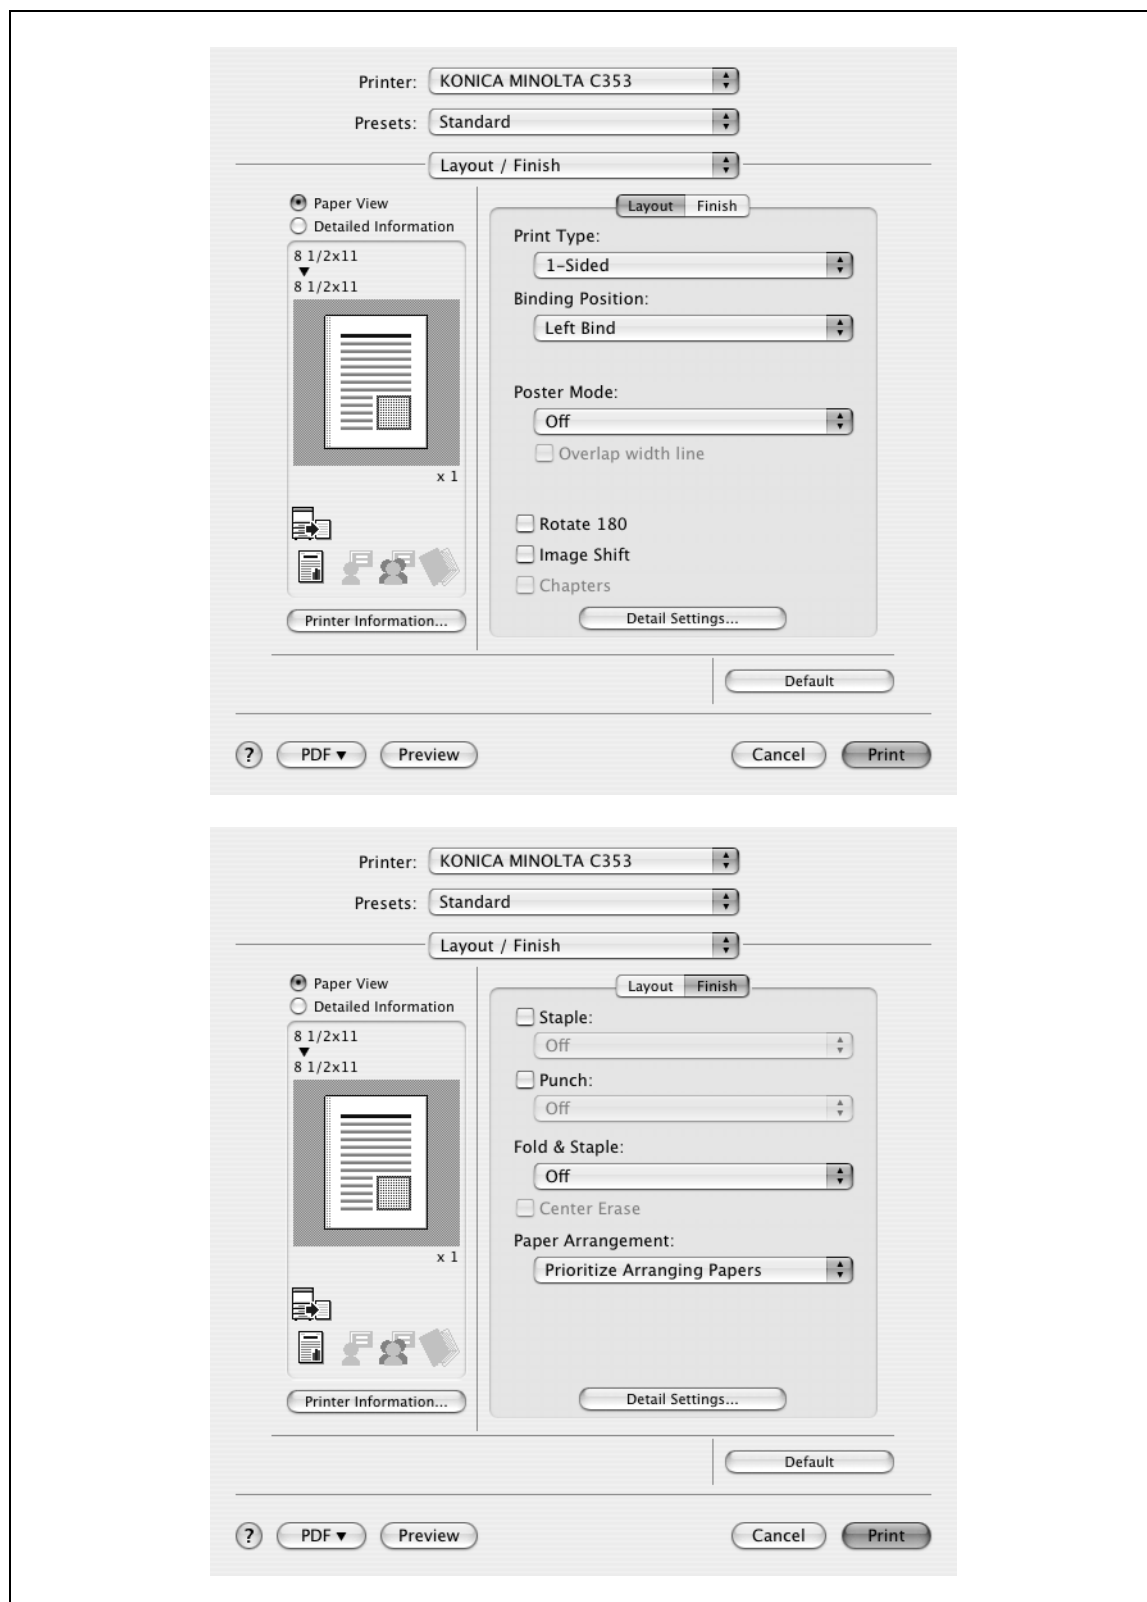 Printer: KONICA MINOLTA C353
Presets: Standard
Layout / Finish
Paper View
Detailed Information
8 1/2x11
8 1/2x11
x 1
Printer Information...
Layout Finish
Print Type:
1-Sided
Binding Position:
Left Bind
Poster Mode:
Off
Overlap width line
Rotate 180
Image Shift
Chapters
Detail Settings...
Default
? PDF Preview Cancel Print
Printer: KONICA MINOLTA C353
Presets: Standard
Layout / Finish
Paper View
Detailed Information
8 1/2x11
8 1/2x11
x 1
Printer Information...
Layout Finish
Staple:
Off
Punch:
Off
Fold & Staple:
Off
Center Erase
Paper Arrangement:
Prioritize Arranging Papers
Detail Settings...
Default
? PDF Preview Cancel Print